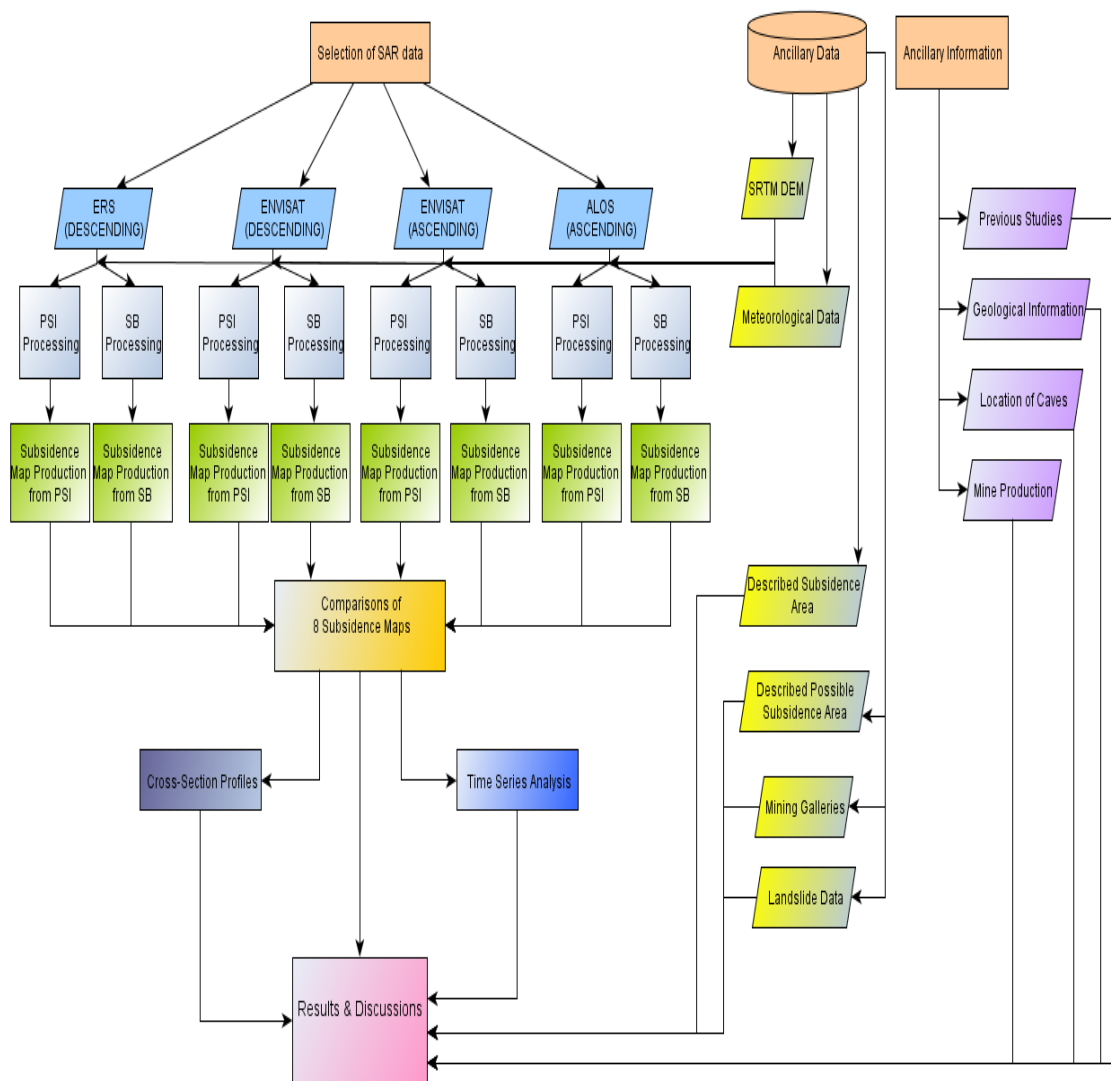 Selection of SAR data
Ancillary Data
Ancillary Information
SRTM DEM
ERS
(DESCENDING)
ENVISAT
(DESCENDING)
ENVISAT
(ASCENDING)
ALOS
(ASCENDING)
Previous Studies
PSI
Processing
SB
Processing
PSI
Processing
SB
Processing
PSI
Processing
SB
Processing
PSI
Processing
SB
Processing
Meteorological Data
Geological Information
Location of Caves
Subsidence
Map Production
from PSI
Subsidence
Map Production
from SB
Subsidence
Map Production
from PSI
Subsidence
Map Production
from SB
Subsidence
Map Production
from PSI
Subsidence
Map Production
from SB
Subsidence
Map Production
from PSI
Subsidence
Map Production
from SB
Mine Production
Comparisons of
8 Subsidence Maps
Described Subsidence
Area
Described Possible
Subsidence Area
Cross-Section Profiles
Time Series Analysis
Mining Galleries
Landslide Data
Results & Discussions